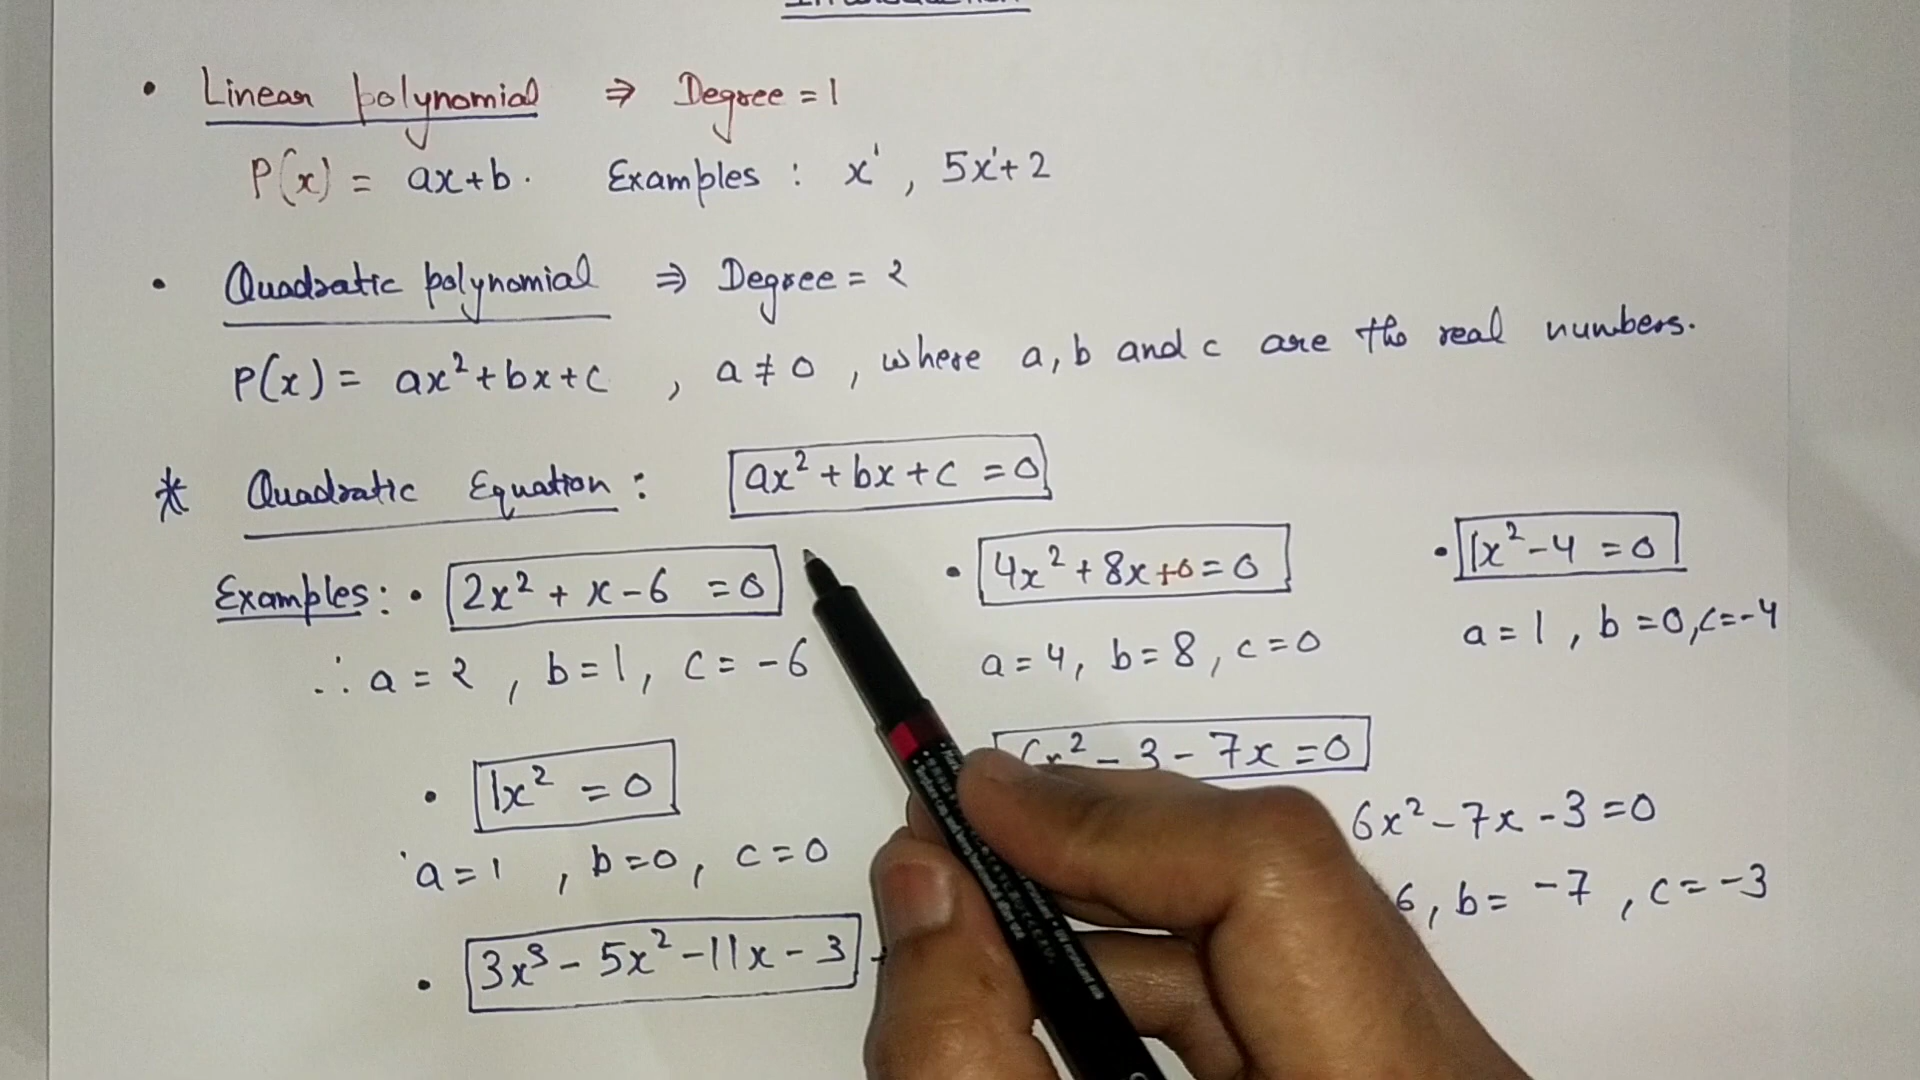 • Linear polynomial ⇒ Degree = 1
P(x) = ax+b. Examples : x¹, 5x¹+2
• Quadratic polynomial ⇒ Degree = 2
P(x) = ax²+bx+c , a ≠ 0 , where a, b and c are the real numbers.
* Quadratic Equation : ax²+bx+c = 0
Examples : • 2x² + x - 6 = 0 • 4x² + 8x+0 = 0 • 1x² - 4 = 0
∴ a = 2 , b = 1, c = -6 a = 4, b = 8, c = 0 a = 1 , b = 0, c = -4
• 1x² = 0 x² - 3 - 7x = 0
a = 1 , b = 0, c = 0 6x² - 7x - 3 = 0
6, b = -7 , c = -3
• 3x³ - 5x² - 11x - 3